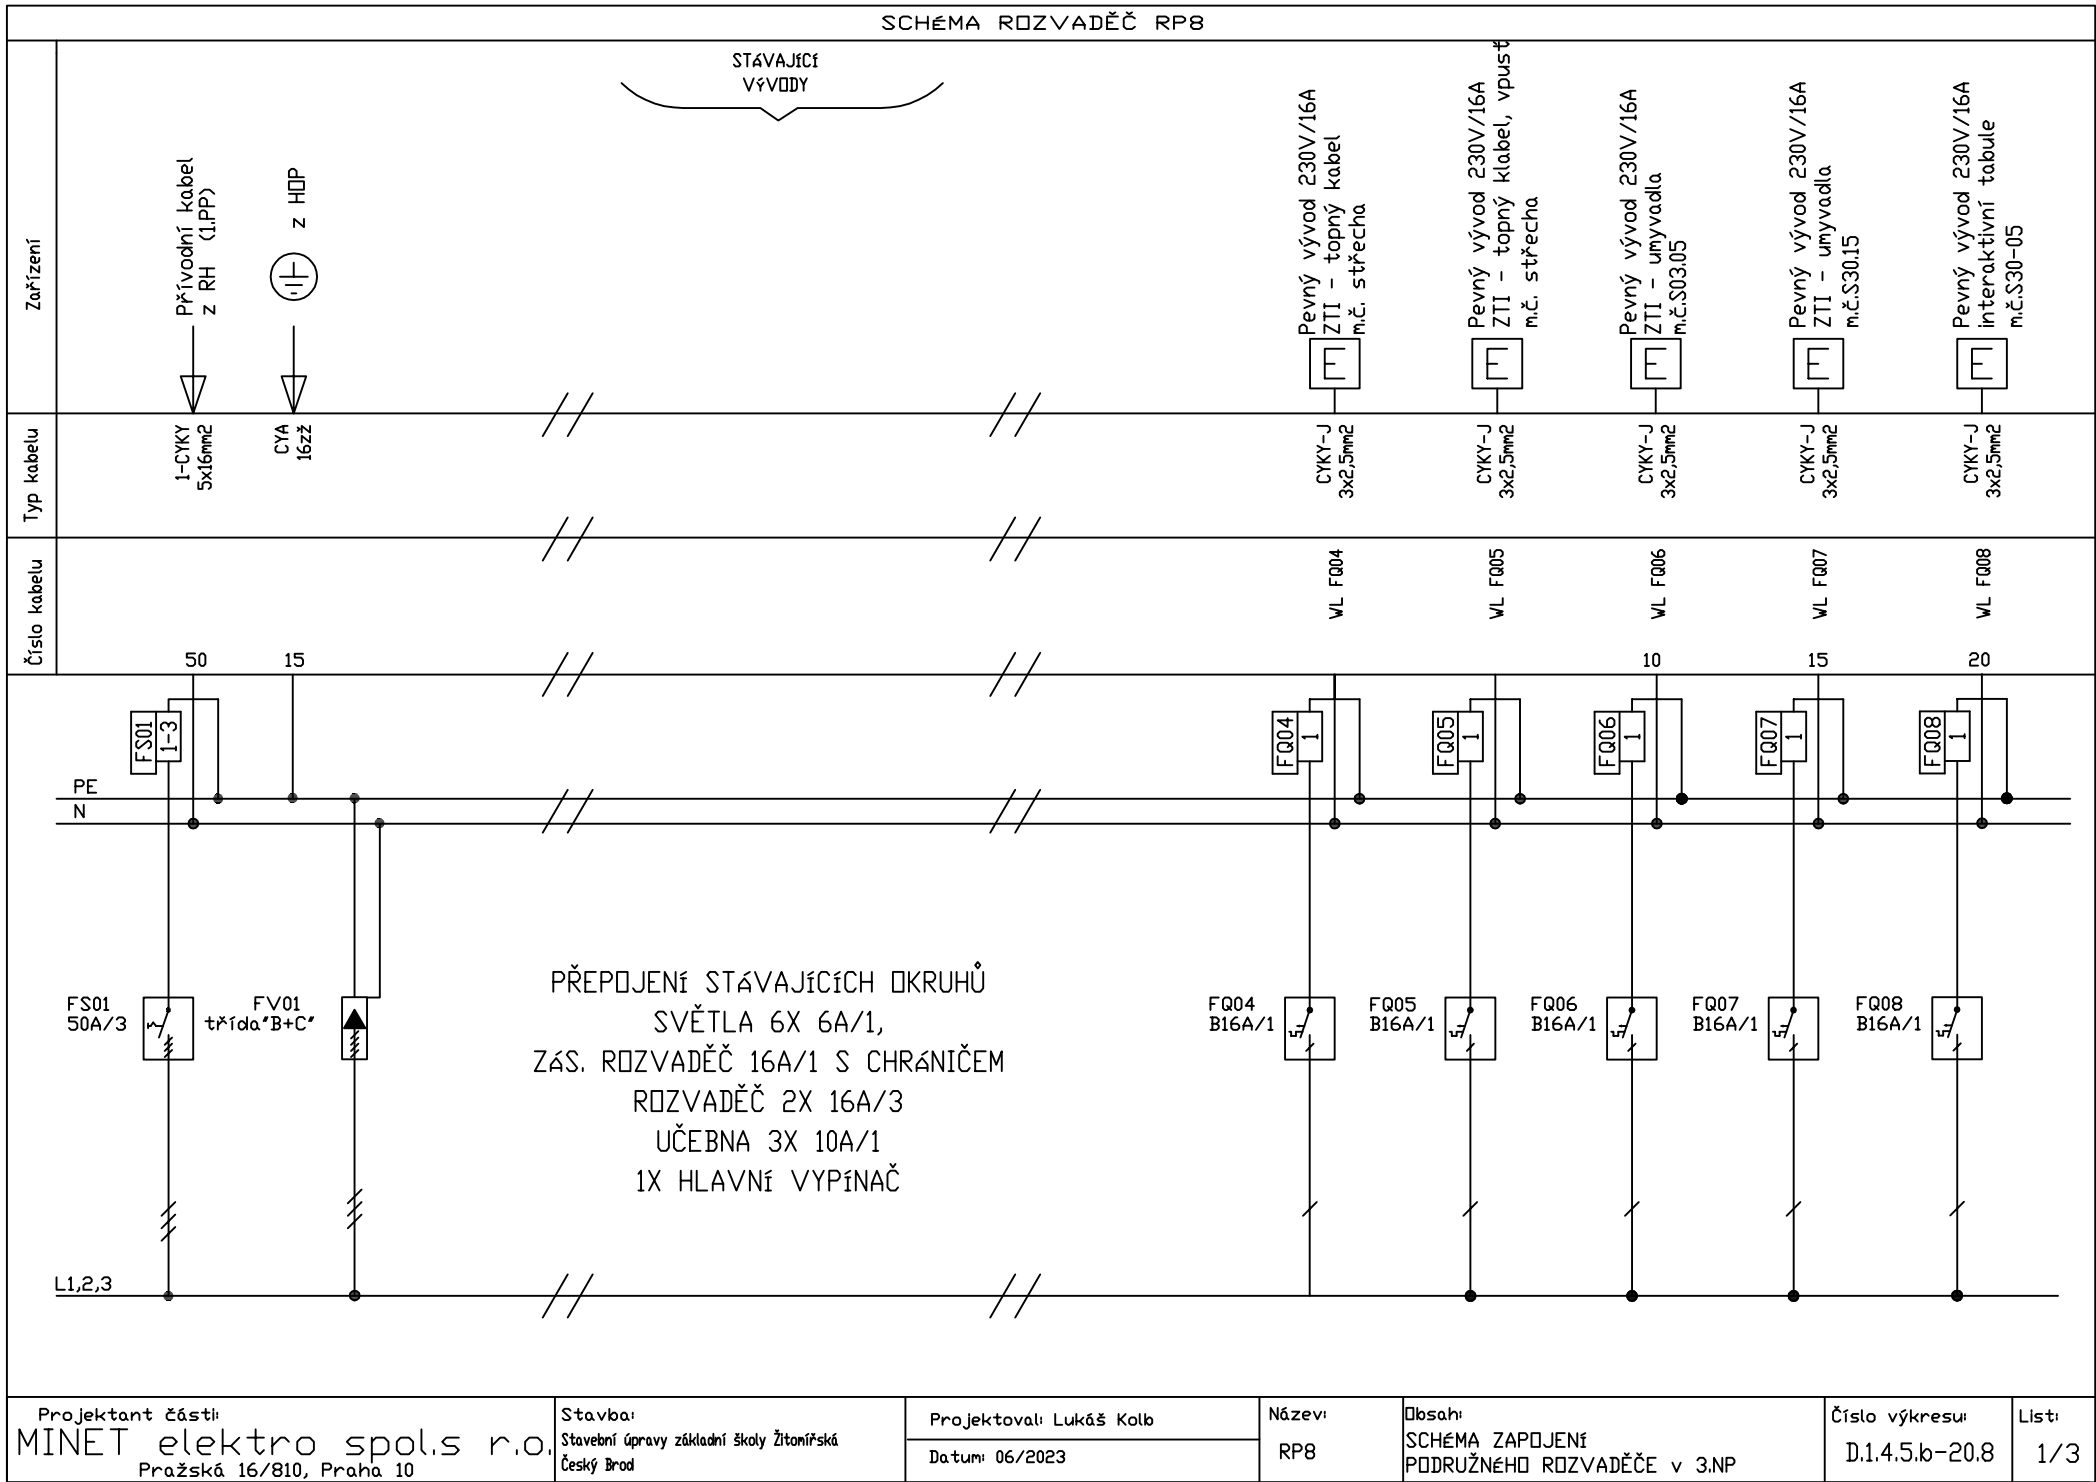 SCHÉMA ROZVADĚČ RP8
Zařízení
Přívodní kabel
z RH (1.PP)
z HOP
STÁVAJÍCÍ
VÝVODY
Pevný vývod 230V/16A
ZTI - topný kabel
m.č. střecha
Pevný vývod 230V/16A
ZTI - topný klabel, vpusť
m.č. střecha
Pevný vývod 230V/16A
ZTI - umyvadla
m.č.S03.05
Pevný vývod 230V/16A
ZTI - umyvadla
m.č.S30.15
Pevný vývod 230V/16A
interaktivní tabule
m.č.S30-05
E
E
E
E
E
Typ kabelu
1-CYKY
5x16mm2
CYA
16zž
CYKY-J
3x2,5mm2
CYKY-J
3x2,5mm2
CYKY-J
3x2,5mm2
CYKY-J
3x2,5mm2
CYKY-J
3x2,5mm2
Číslo kabelu
50
15
WL FQ04
WL FQ05
WL FQ06
10
WL FQ07
15
WL FQ08
20
FS01
1-3
FQ04
1
FQ05
1
FQ06
1
FQ07
1
FQ08
1
PE
N
FS01
50A/3
FV01
třída"B+C"
PŘEPOJENÍ STÁVAJÍCÍCH OKRUHŮ
SVĚTLA 6X 6A/1,
ZÁS. ROZVADĚČ 16A/1 S CHRÁNIČEM
ROZVADĚČ 2X 16A/3
UČEBNA 3X 10A/1
1X HLAVNÍ VYPÍNAČ
FQ04
B16A/1
FQ05
B16A/1
FQ06
B16A/1
FQ07
B16A/1
FQ08
B16A/1
L1,2,3
Projektant části:
MINET elektro spol.s r.o.
Pražská 16/810, Praha 10
Stavba:
Stavební úpravy základní školy Žitomířská
Český Brod
Projektoval: Lukáš Kolb
Datum: 06/2023
Název:
RP8
Obsah:
SCHÉMA ZAPOJENÍ
PODRUŽNÉHO ROZVADĚČE v 3.NP
Číslo výkresu:
D.1.4.5.b-20.8
List:
1/3